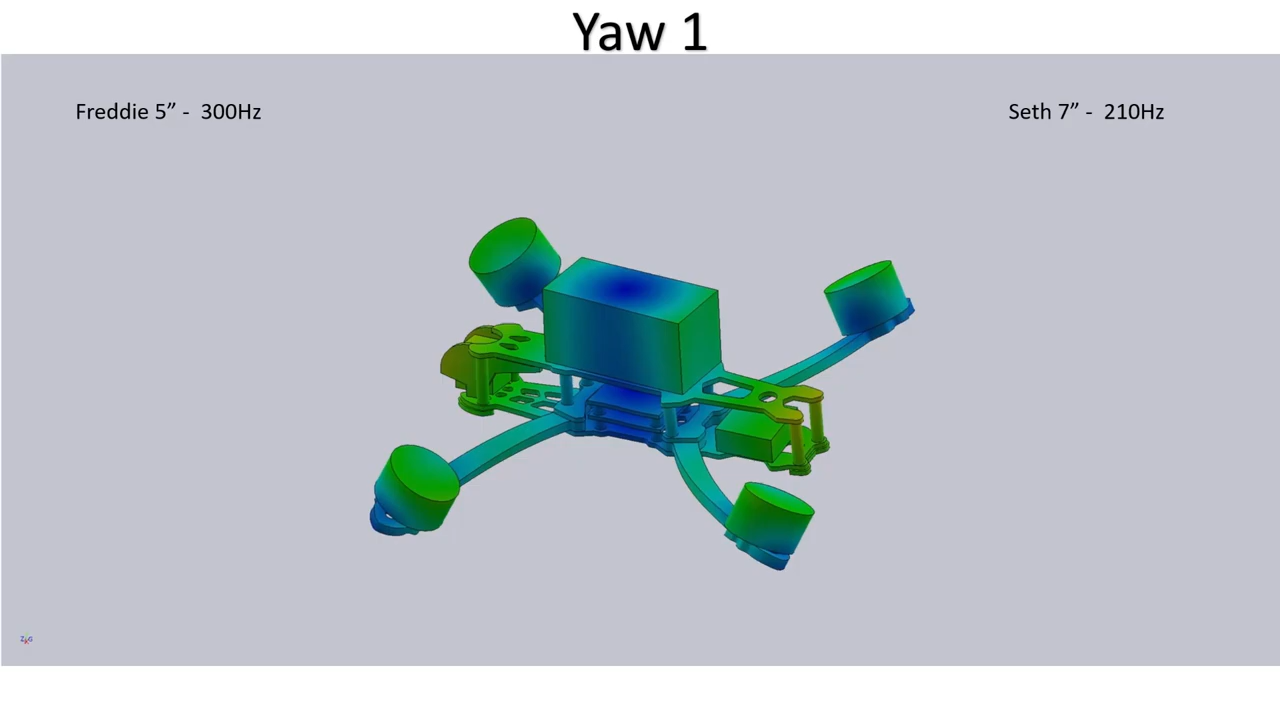 Yaw 1
Freddie 5” - 300Hz
Seth 7” - 210Hz